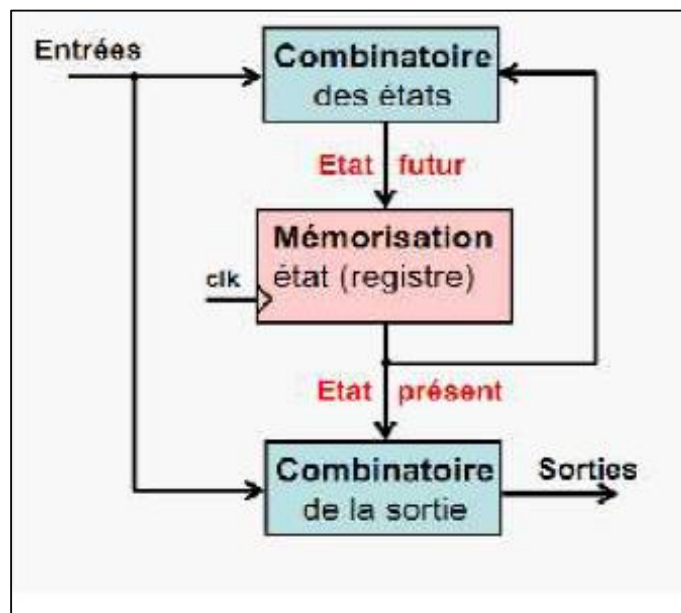 Entrées
Combinatoire
des états
Etat futur
Mémorisation
état (registre)
clk
Etat présent
Combinatoire
de la sortie
Sorties